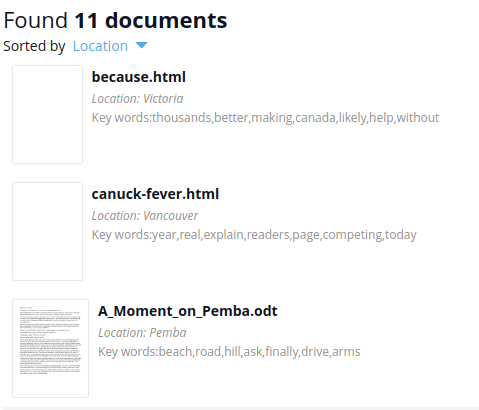 Found 11 documents
Sorted by Location
because.html
Location: Victoria
Key words:thousands,better,making,canada,likely,help,without
canuck-fever.html
Location: Vancouver
Key words:year,real,explain,readers,page,competing,today
A_Moment_on_Pemba.odt
Location: Pemba
Key words:beach,road,hill,ask,finally,drive,arms